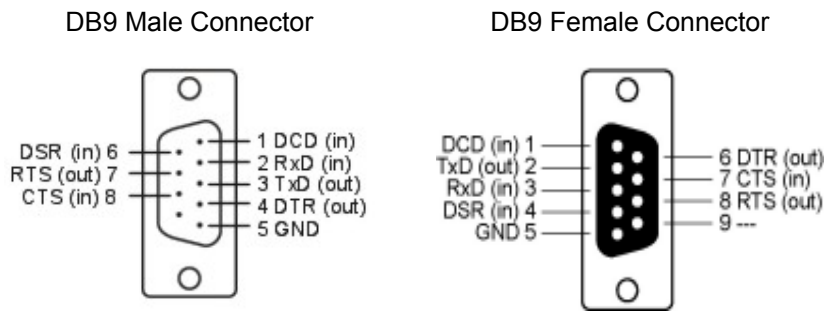 DB9 Male Connector
DB9 Female Connector
DSR (in) 6
RTS (out) 7
CTS (in) 8
1 DCD (in)
2 RxD (in)
3 TxD (out)
4 DTR (out)
5 GND
DCD (in) 1
TxD (out) 2
RxD (in) 3
DSR (in) 4
GND 5
6 DTR (out)
7 CTS (in)
8 RTS (out)
9 ---